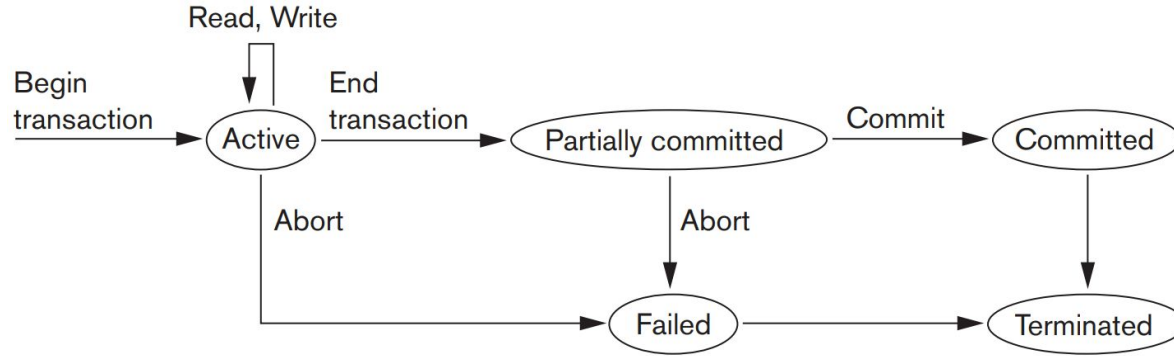 Read, Write
Begin
transaction
Active
End
transaction
Partially committed
Commit
Committed
Abort
Abort
Failed
Terminated